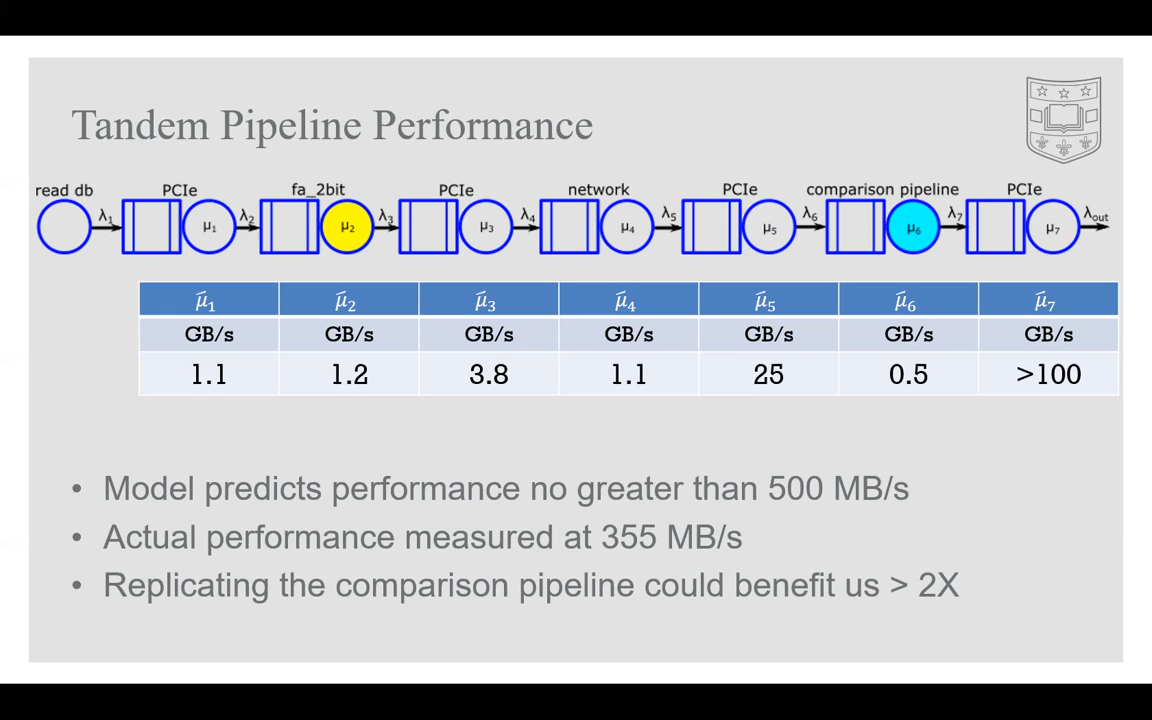 Tandem Pipeline Performance
read db PCIe fa_2bit PCIe network PCIe comparison pipeline PCIe
λ1 μ1 λ2 μ2 λ3 μ3 λ4 μ4 λ5 μ5 λ6 μ6 λ7 μ7 λout
μ̄1 μ̄2 μ̄3 μ̄4 μ̄5 μ̄6 μ̄7
GB/s GB/s GB/s GB/s GB/s GB/s GB/s
1.1 1.2 3.8 1.1 25 0.5 >100
• Model predicts performance no greater than 500 MB/s
• Actual performance measured at 355 MB/s
• Replicating the comparison pipeline could benefit us > 2X